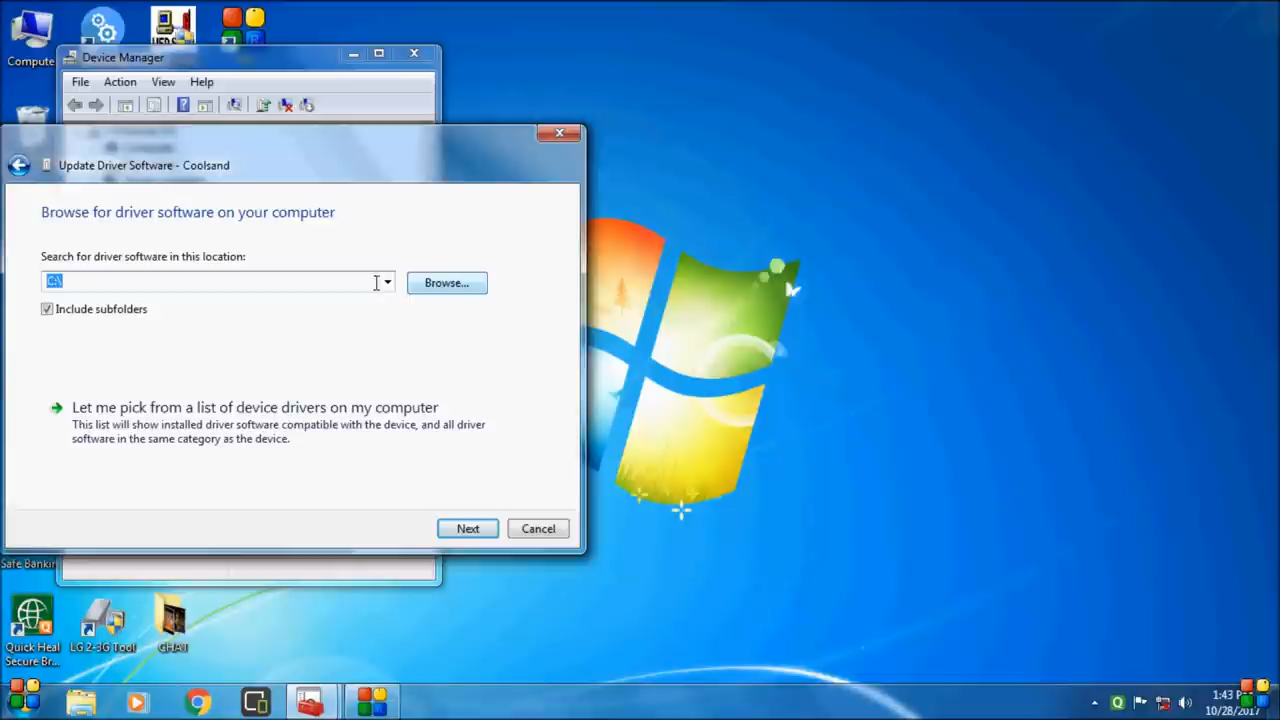 Compute
Device Manager
File Action View Help
Update Driver Software - Coolsand
Browse for driver software on your computer
Search for driver software in this location:
C:\
Browse...
Include subfolders
Let me pick from a list of device drivers on my computer
This list will show installed driver software compatible with the device, and all driver
software in the same category as the device.
Next Cancel
Safe Bankin
Quick Heal
Secure Br...
LG 2-3G Tool
1:43 P
10/28/2017